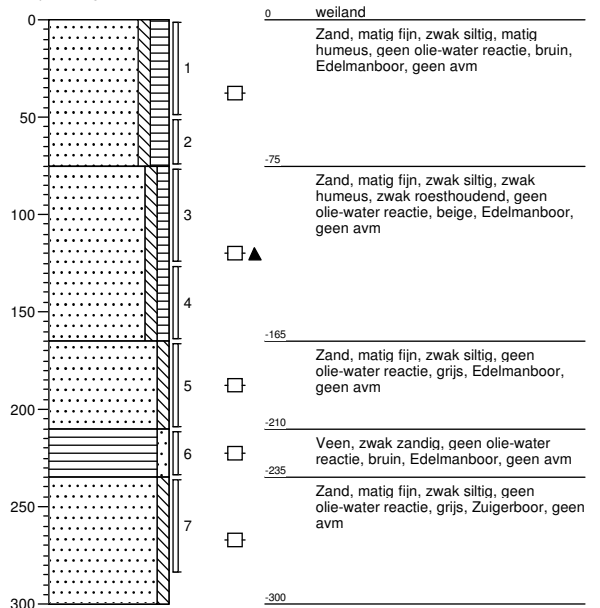 0 weiland
Zand, matig fijn, zwak siltig, matig
humeus, geen olie-water reactie, bruin,
Edelmanboor, geen avm
-75
Zand, matig fijn, zwak siltig, zwak
humeus, zwak roesthoudend, geen
olie-water reactie, beige, Edelmanboor,
geen avm
-165
Zand, matig fijn, zwak siltig, geen
olie-water reactie, grijs, Edelmanboor,
geen avm
-210
Veen, zwak zandig, geen olie-water
reactie, bruin, Edelmanboor, geen avm
-235
Zand, matig fijn, zwak siltig, geen
olie-water reactie, grijs, Zuigerboor, geen
avm
-300
0
50
100
150
200
250
300
1
2
3
4
5
6
7